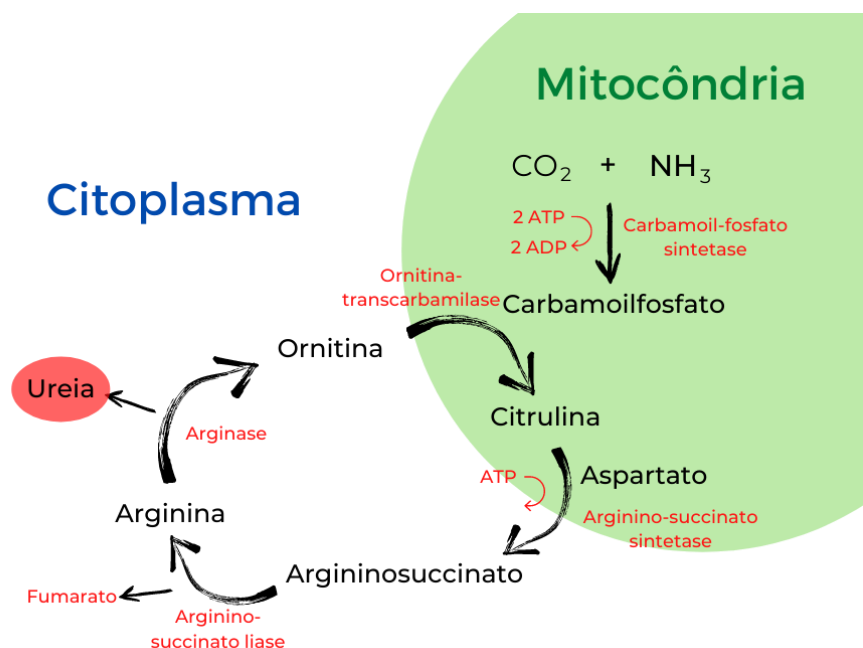 Mitocôndria
CO₂ + NH₃
Citoplasma
2 ATP
2 ADP
Carbamoil-fosfato
sintetase
Ornitina-
transcarbamilase
Carbamoilfosfato
Ornitina
Ureia
Citrulina
Arginase
ATP
Aspartato
Arginino-succinato
sintetase
Arginina
Argininosuccinato
Fumarato
Arginino-
succinato liase